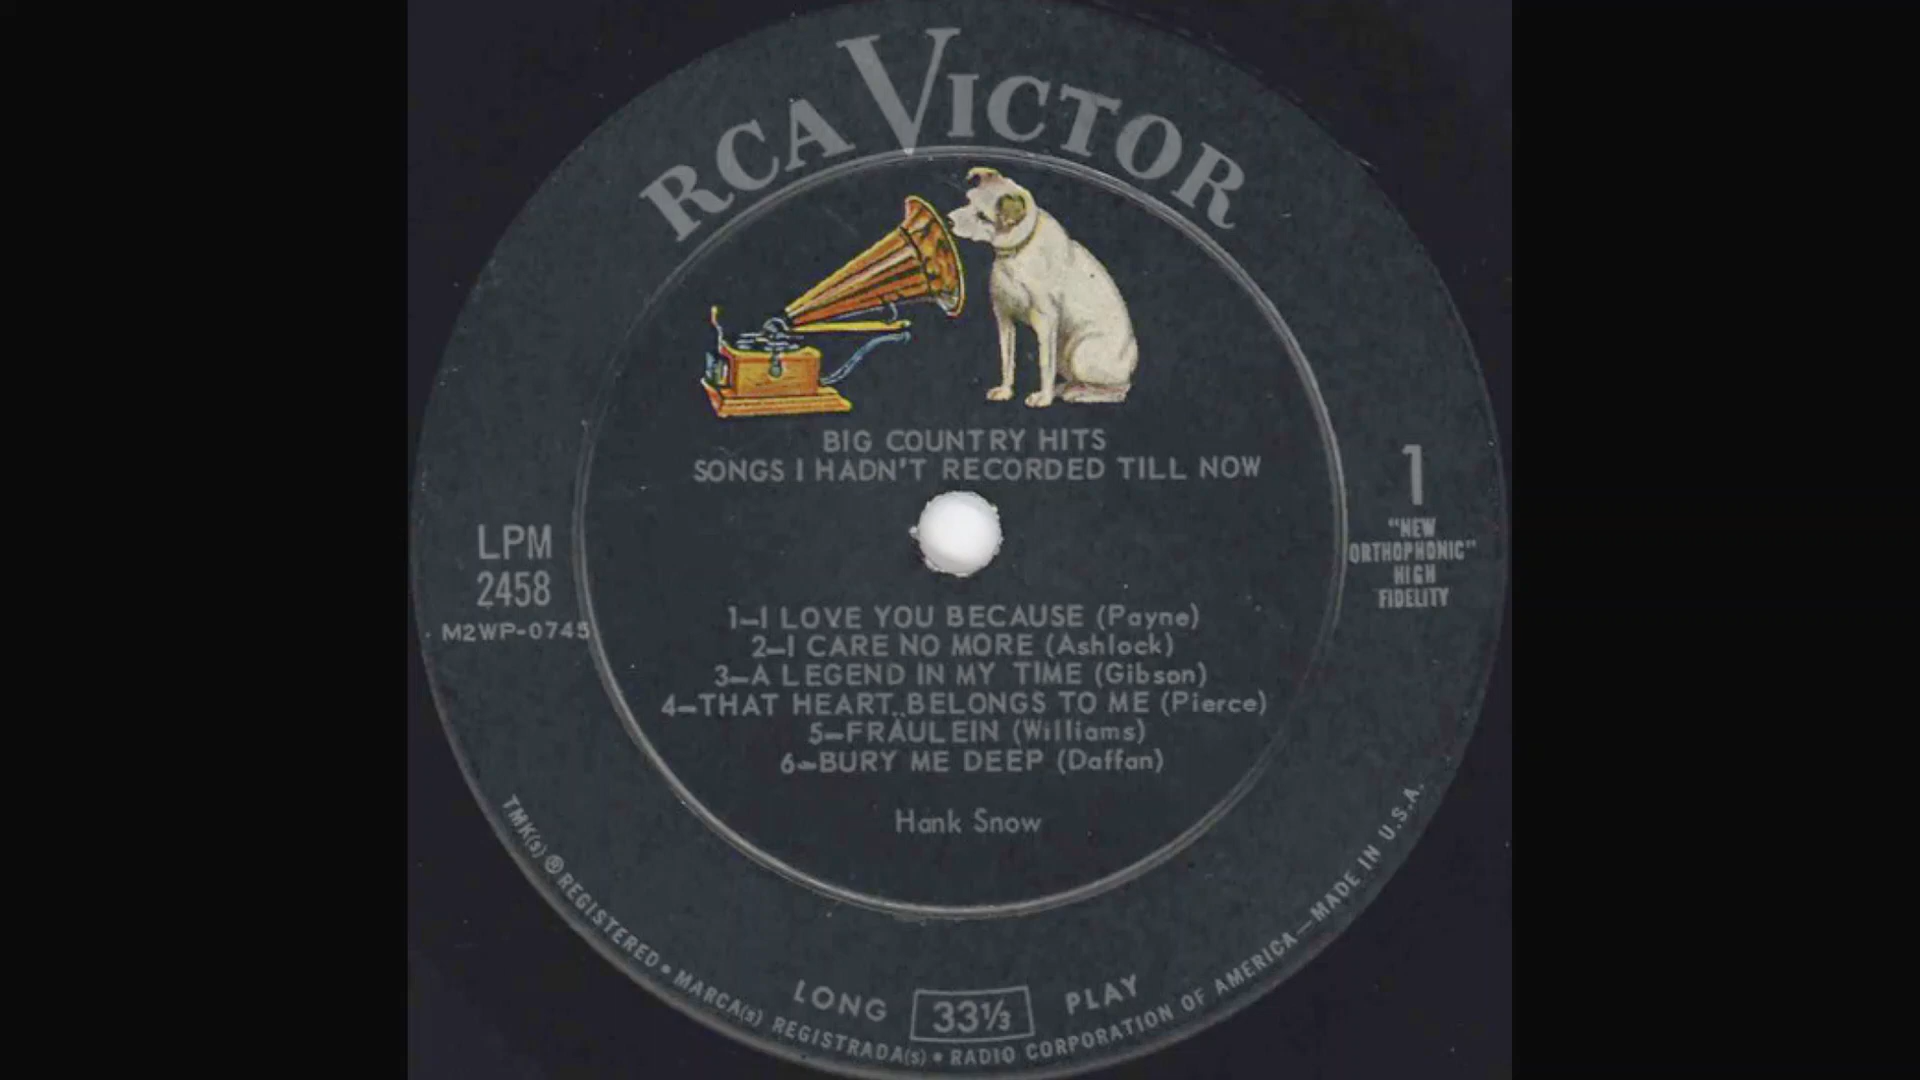 RCA VICTOR
BIG COUNTRY HITS
SONGS I HADN'T RECORDED TILL NOW
1
"NEW
ORTHOPHONIC"
HIGH
FIDELITY
LPM
2458
M2WP-0745
1—I LOVE YOU BECAUSE (Payne)
2—I CARE NO MORE (Ashlock)
3—A LEGEND IN MY TIME (Gibson)
4—THAT HEART BELONGS TO ME (Pierce)
5—FRÄULEIN (Williams)
6—BURY ME DEEP (Daffan)
Hank Snow
LONG 33⅓ PLAY
TMK(s) ® REGISTERED • MARCA(s) REGISTRADA(s) • RADIO CORPORATION OF AMERICA—MADE IN U.S.A.